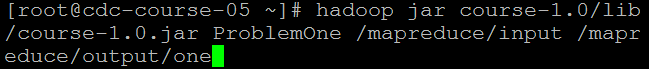 [root@cdc-course-05 ~]# hadoop jar course-1.0/lib
/course-1.0.jar ProblemOne /mapreduce/input /mapr
educe/output/one